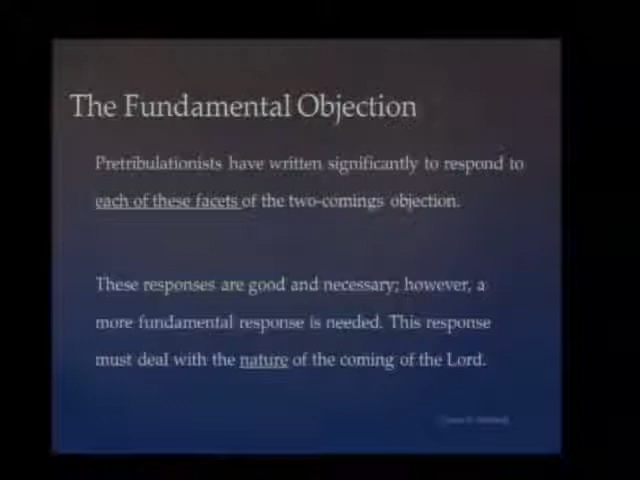 The Fundamental Objection
Pretribulationists have written significantly to respond to
each of these facets of the two-comings objection.
These responses are good and necessary; however, a
more fundamental response is needed. This response
must deal with the nature of the coming of the Lord.